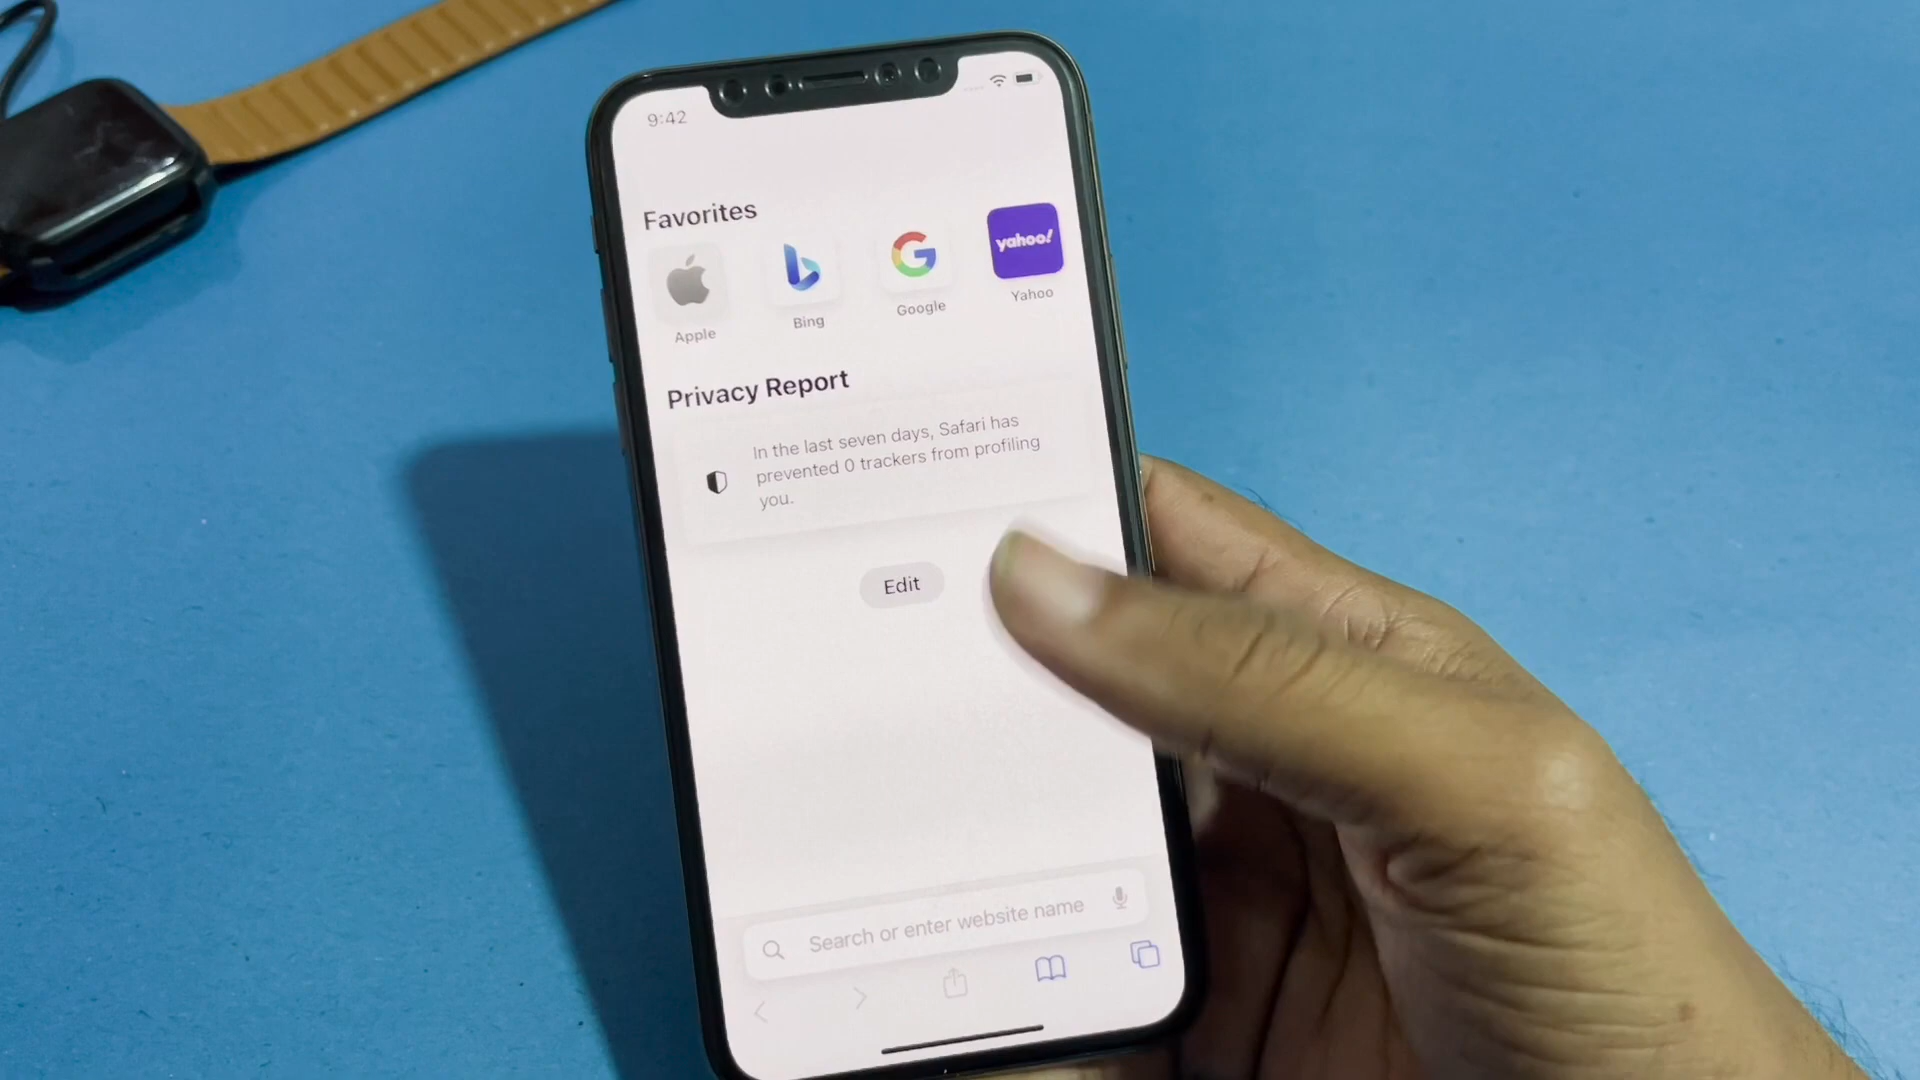 9:42
Favorites
yahoo!
Apple
Bing
Google
Yahoo
Privacy Report
In the last seven days, Safari has
prevented 0 trackers from profiling
you.
Edit
Search or enter website name